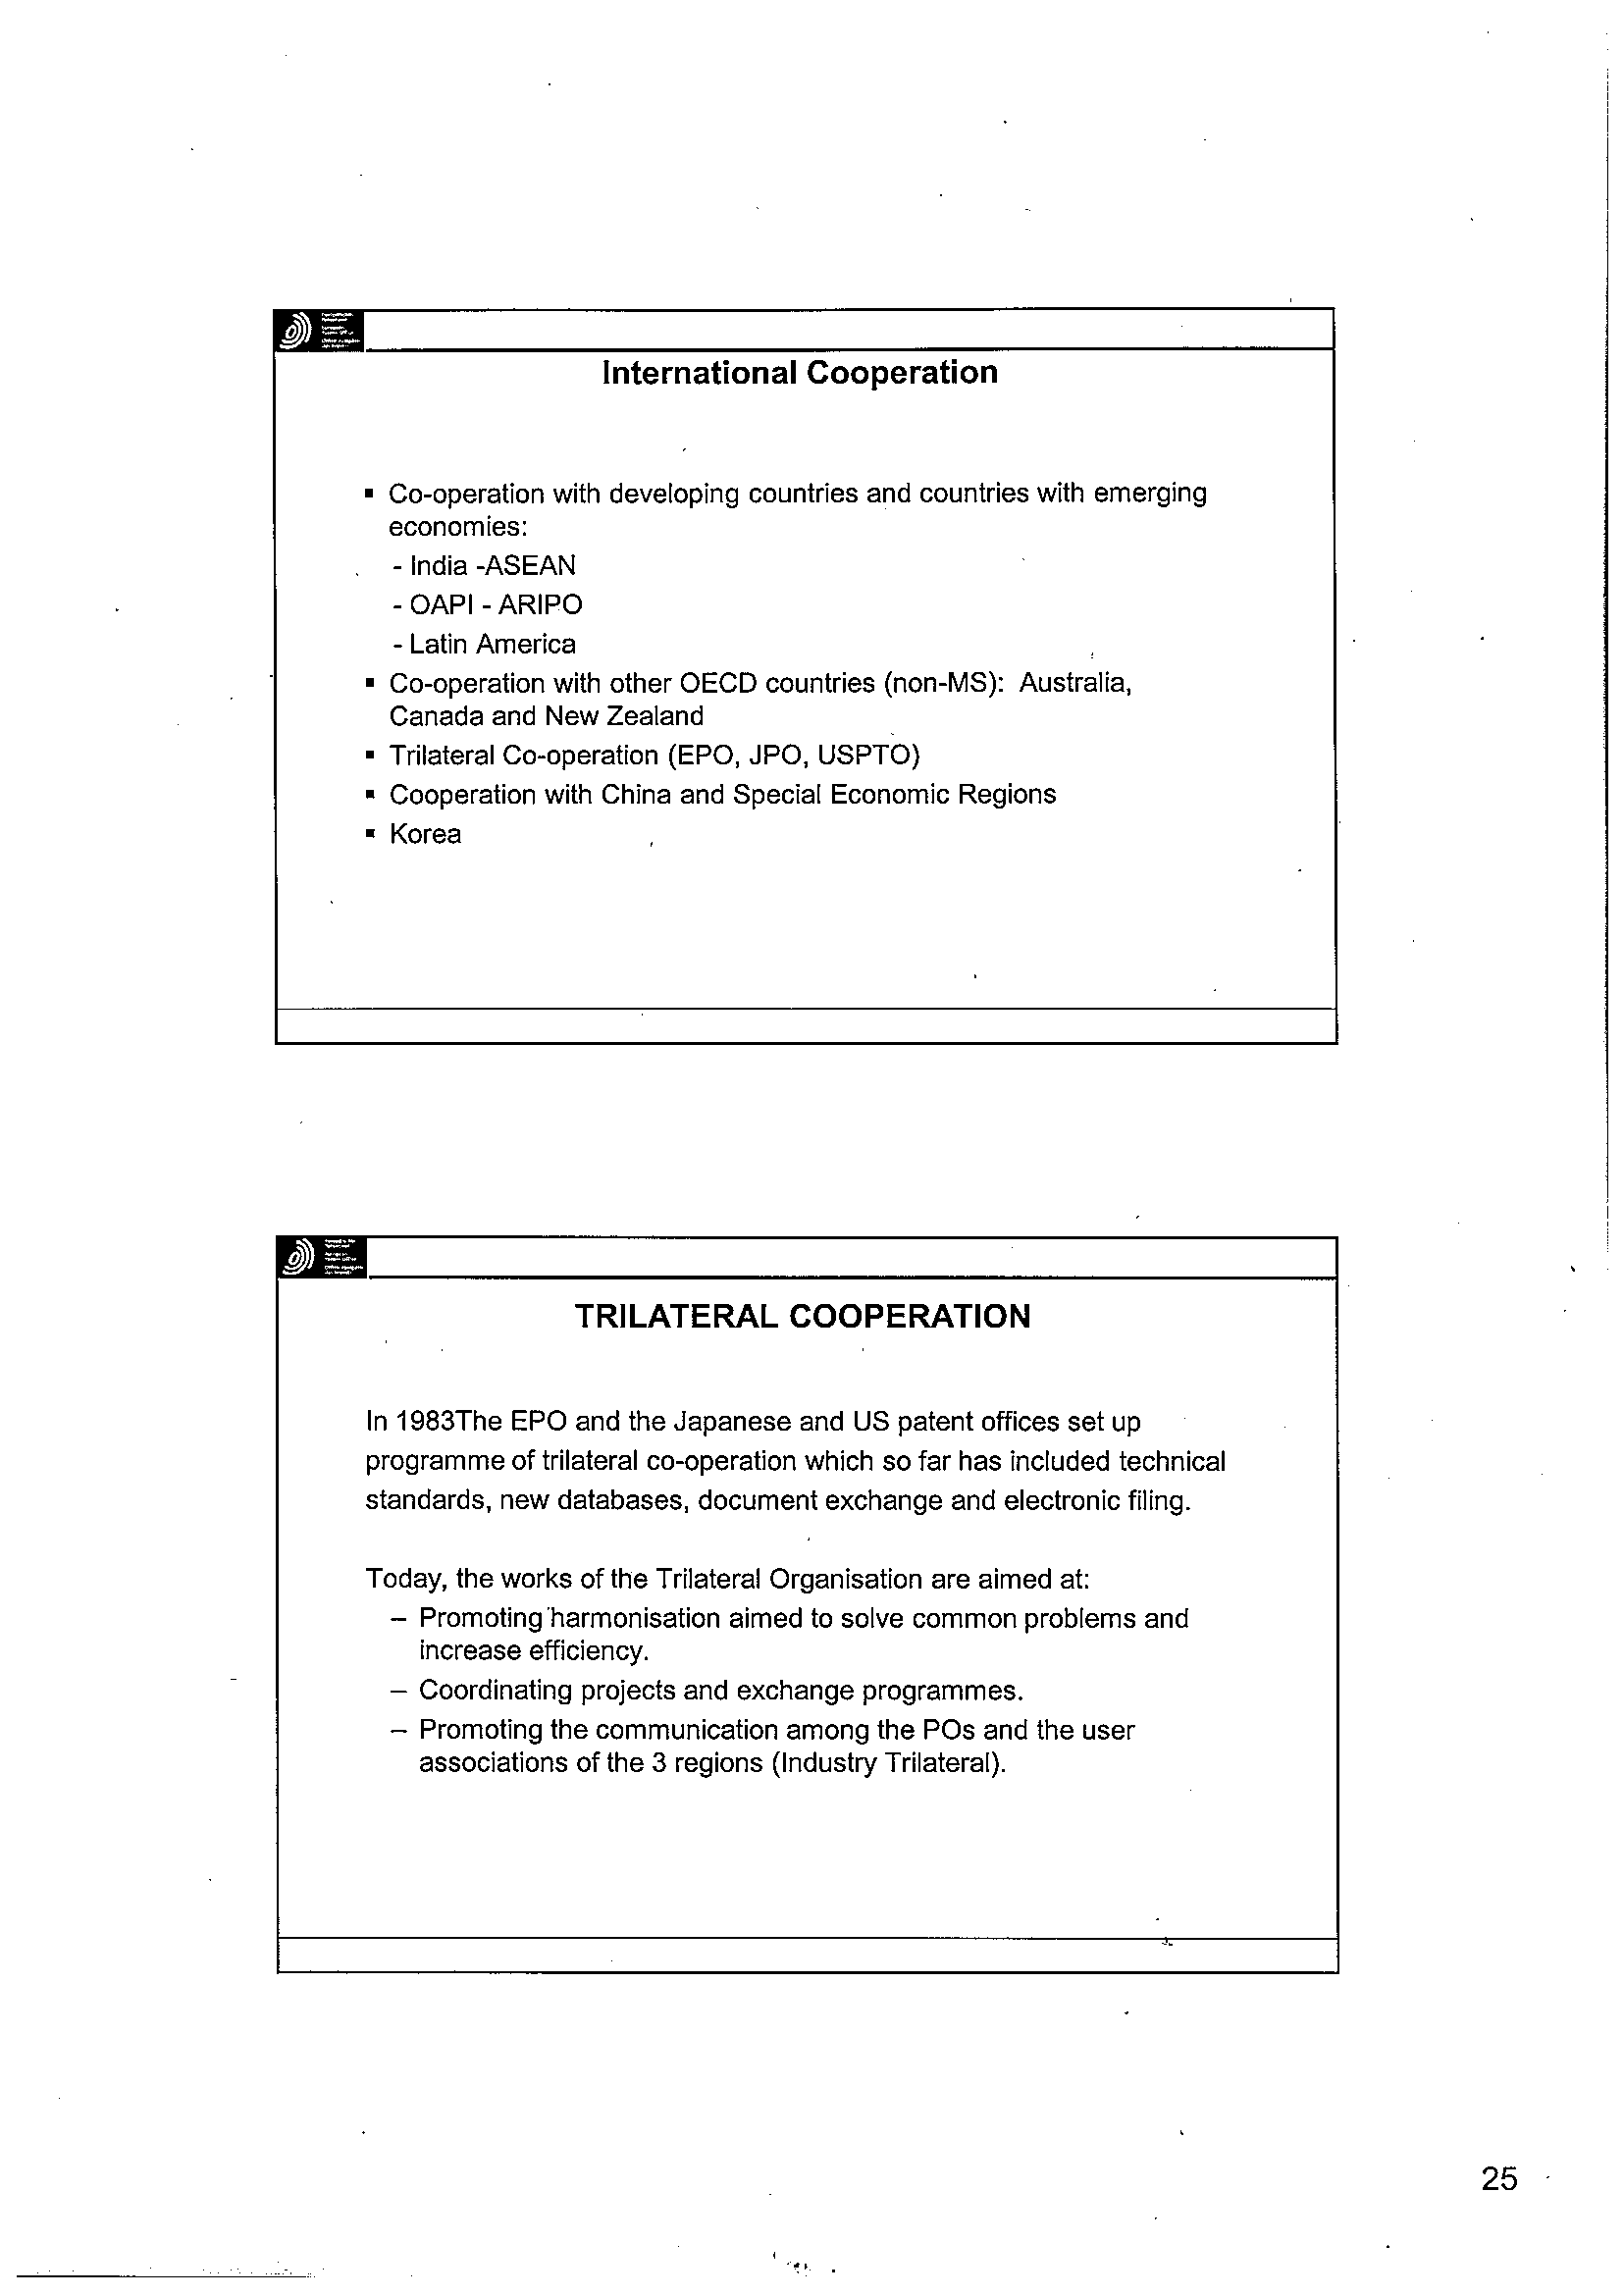 International Cooperation
▪ Co-operation with developing countries and countries with emerging
economies:
- India -ASEAN
- OAPI - ARIPO
- Latin America
▪ Co-operation with other OECD countries (non-MS): Australia,
Canada and New Zealand
▪ Trilateral Co-operation (EPO, JPO, USPTO)
▪ Cooperation with China and Special Economic Regions
▪ Korea
TRILATERAL COOPERATION
In 1983The EPO and the Japanese and US patent offices set up
programme of trilateral co-operation which so far has included technical
standards, new databases, document exchange and electronic filing.
Today, the works of the Trilateral Organisation are aimed at:
– Promoting harmonisation aimed to solve common problems and
increase efficiency.
– Coordinating projects and exchange programmes.
– Promoting the communication among the POs and the user
associations of the 3 regions (Industry Trilateral).
25